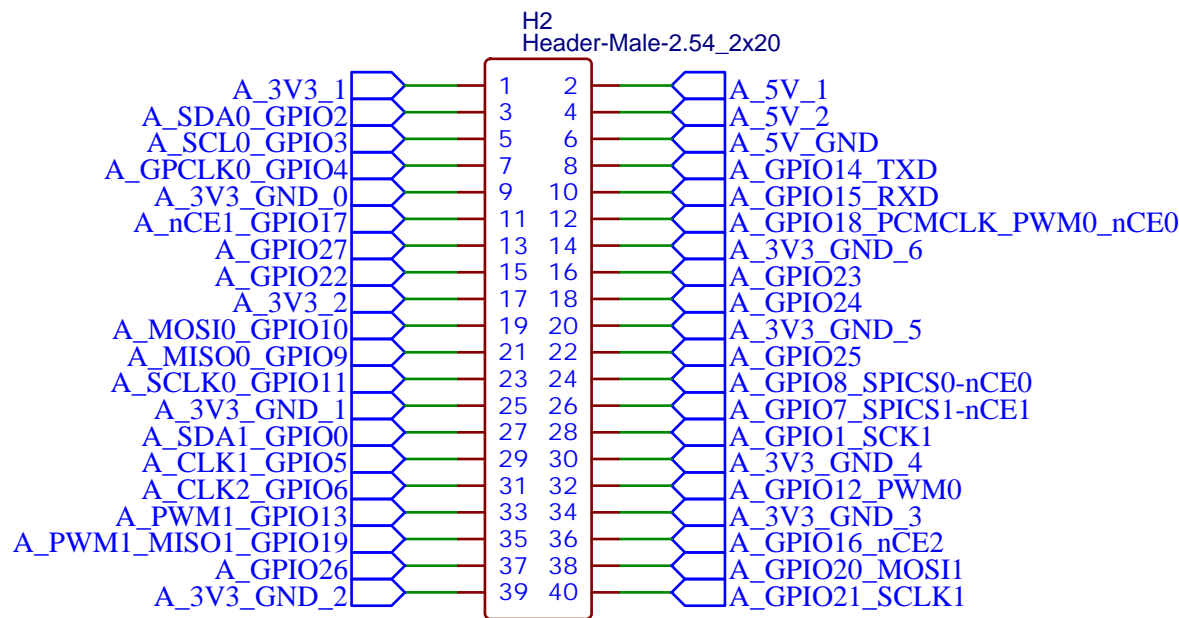 H2
Header-Male-2.54_2x20
A_3V3_1 1 2 A_5V_1
A_SDA0_GPIO2 3 4 A_5V_2
A_SCL0_GPIO3 5 6 A_5V_GND
A_GPCLK0_GPIO4 7 8 A_GPIO14_TXD
A_3V3_GND_0 9 10 A_GPIO15_RXD
A_nCE1_GPIO17 11 12 A_GPIO18_PCMCLK_PWM0_nCE0
A_GPIO27 13 14 A_3V3_GND_6
A_GPIO22 15 16 A_GPIO23
A_3V3_2 17 18 A_GPIO24
A_MOSI0_GPIO10 19 20 A_3V3_GND_5
A_MISO0_GPIO9 21 22 A_GPIO25
A_SCLK0_GPIO11 23 24 A_GPIO8_SPICS0-nCE0
A_3V3_GND_1 25 26 A_GPIO7_SPICS1-nCE1
A_SDA1_GPIO0 27 28 A_GPIO1_SCK1
A_CLK1_GPIO5 29 30 A_3V3_GND_4
A_CLK2_GPIO6 31 32 A_GPIO12_PWM0
A_PWM1_GPIO13 33 34 A_3V3_GND_3
A_PWM1_MISO1_GPIO19 35 36 A_GPIO16_nCE2
A_GPIO26 37 38 A_GPIO20_MOSI1
A_3V3_GND_2 39 40 A_GPIO21_SCLK1